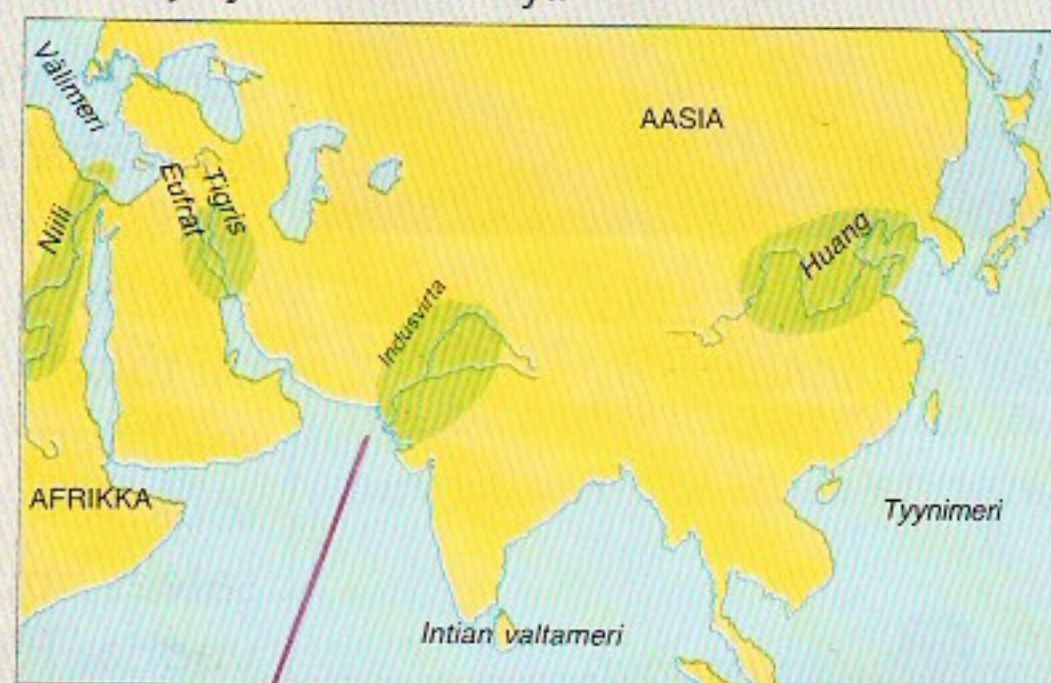 Välimeri
AASIA
Niili
Eufrat
Tigris
Huang
Indusvirta
AFRIKKA
Tyynimeri
Intian valtameri